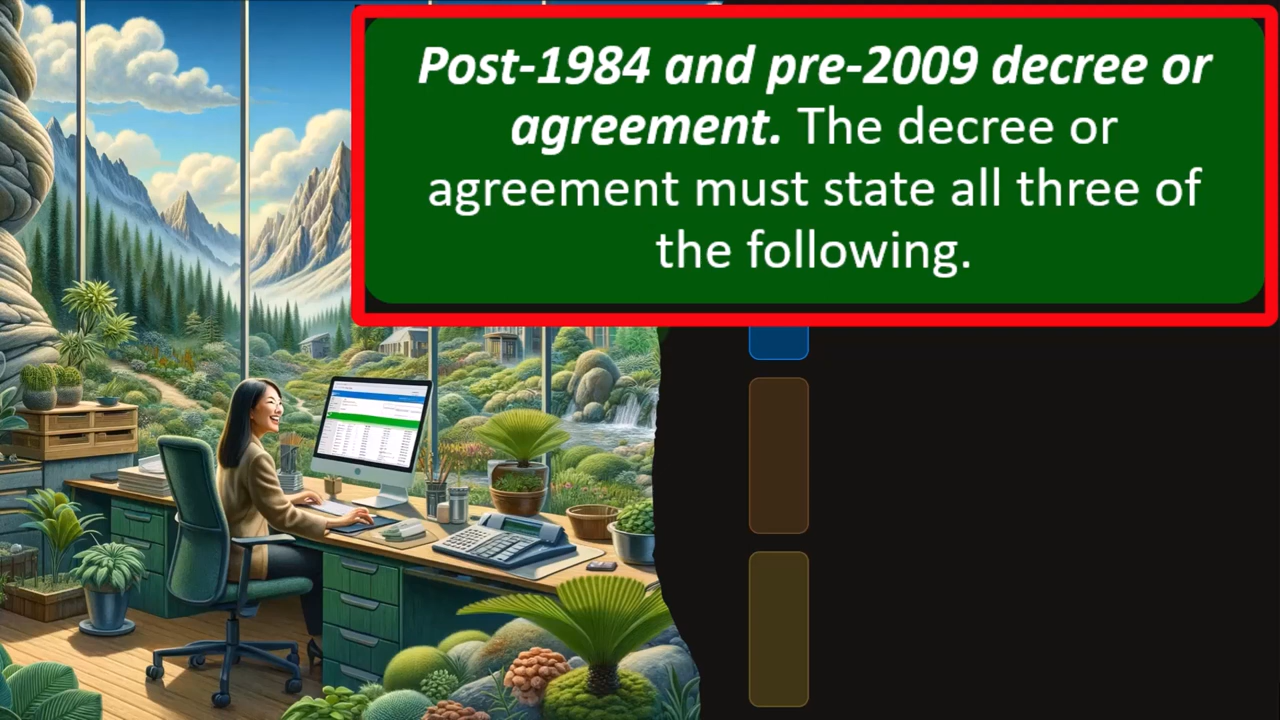 Post-1984 and pre-2009 decree or
agreement. The decree or
agreement must state all three of
the following.